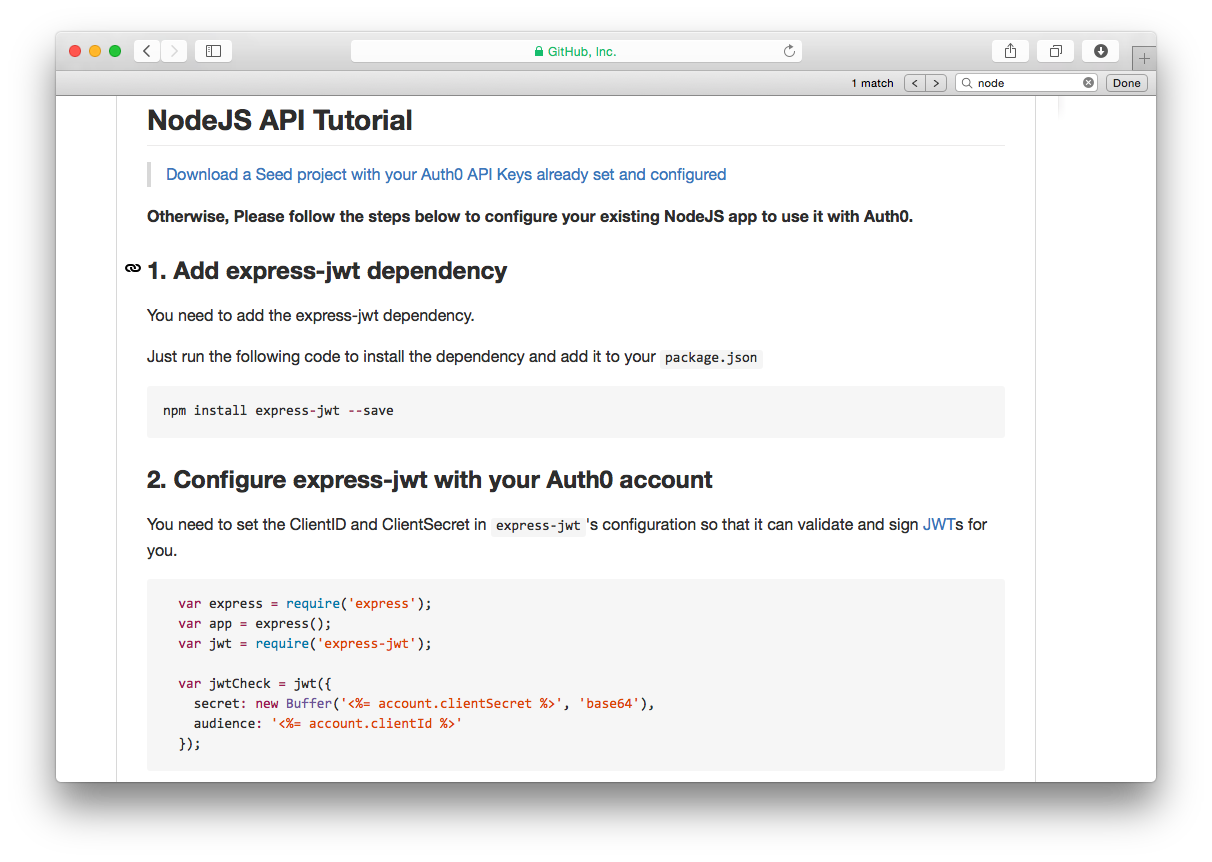 GitHub, Inc.
1 match
node
Done
NodeJS API Tutorial
Download a Seed project with your Auth0 API Keys already set and configured
Otherwise, Please follow the steps below to configure your existing NodeJS app to use it with Auth0.
1. Add express-jwt dependency
You need to add the express-jwt dependency.
Just run the following code to install the dependency and add it to your package.json
npm install express-jwt --save
2. Configure express-jwt with your Auth0 account
You need to set the ClientID and ClientSecret in express-jwt 's configuration so that it can validate and sign JWTs for
you.
var express = require('express');
var app = express();
var jwt = require('express-jwt');
var jwtCheck = jwt({
secret: new Buffer('<%= account.clientSecret %>', 'base64'),
audience: '<%= account.clientId %>'
});